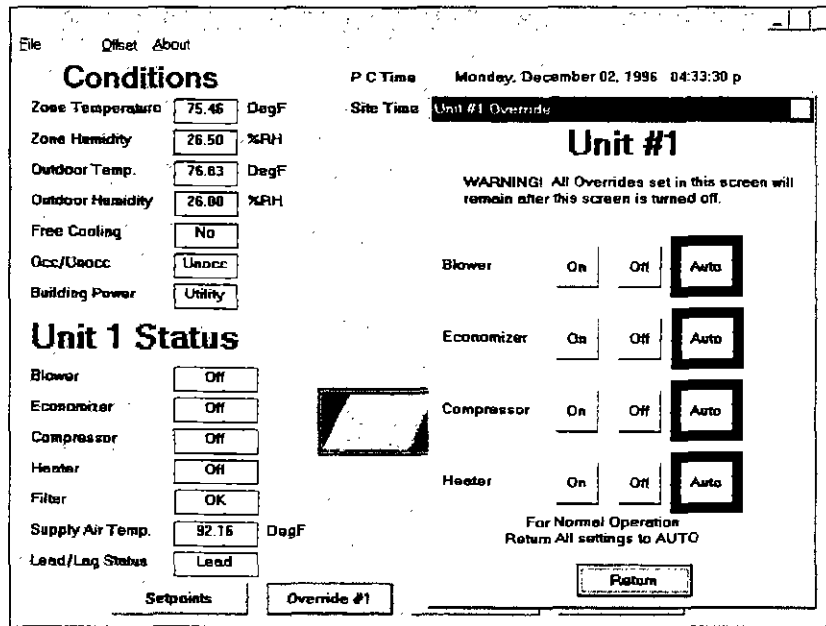 File Offset About
Conditions
P C Time Monday, December 02, 1996 04:33:30 p
Zone Temperature 75.46 DegF
Site Time
Zone Humidity 26.50 %RH
Outdoor Temp. 76.63 DegF
Outdoor Humidity 26.00 %RH
Free Cooling No
Occ/Unocc Unocc
Building Power Utility
Unit 1 Status
Blower Off
Economizer Off
Compressor Off
Heater Off
Filter OK
Supply Air Temp. 92.16 DegF
Lead/Lag Status Lead
Setpoints Override #1
Unit #1 Override
Unit #1
WARNING! All Overrides set in this screen will
remain after this screen is turned off.
Blower On Off Auto
Economizer On Off Auto
Compressor On Off Auto
Heater On Off Auto
For Normal Operation
Return All settings to AUTO
Return